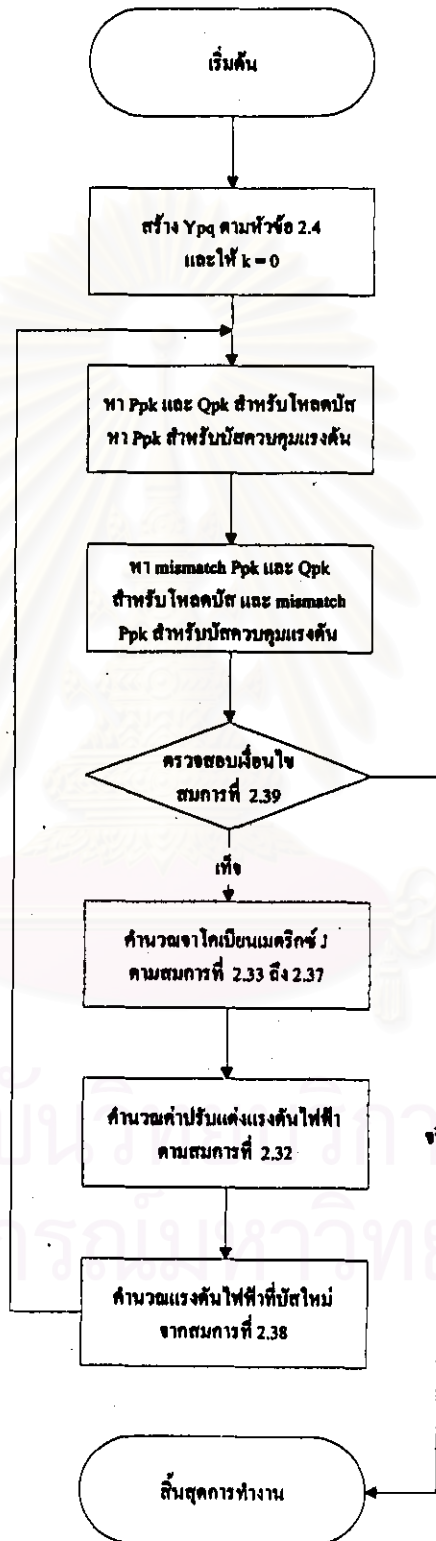 เริ่มต้น
สร้าง Ypq ตามหัวข้อ 2.4
และให้ k = 0
หา Ppk และ Qpk สำหรับโหลดบัส
หา Ppk สำหรับบัสควบคุมแรงดัน
หา mismatch Ppk และ Qpk
สำหรับโหลดบัส และ mismatch
Ppk สำหรับบัสควบคุมแรงดัน
ตรวจสอบเงื่อนไข
สมการที่ 2.39
เท็จ
คำนวณจาโคเบียนเมตริกซ์ J
ตามสมการที่ 2.33 ถึง 2.37
คำนวณค่าปรับแต่งแรงดันไฟฟ้า
ตามสมการที่ 2.32
คำนวณแรงดันไฟฟ้าที่บัสใหม่
จากสมการที่ 2.38
สิ้นสุดการทำงาน